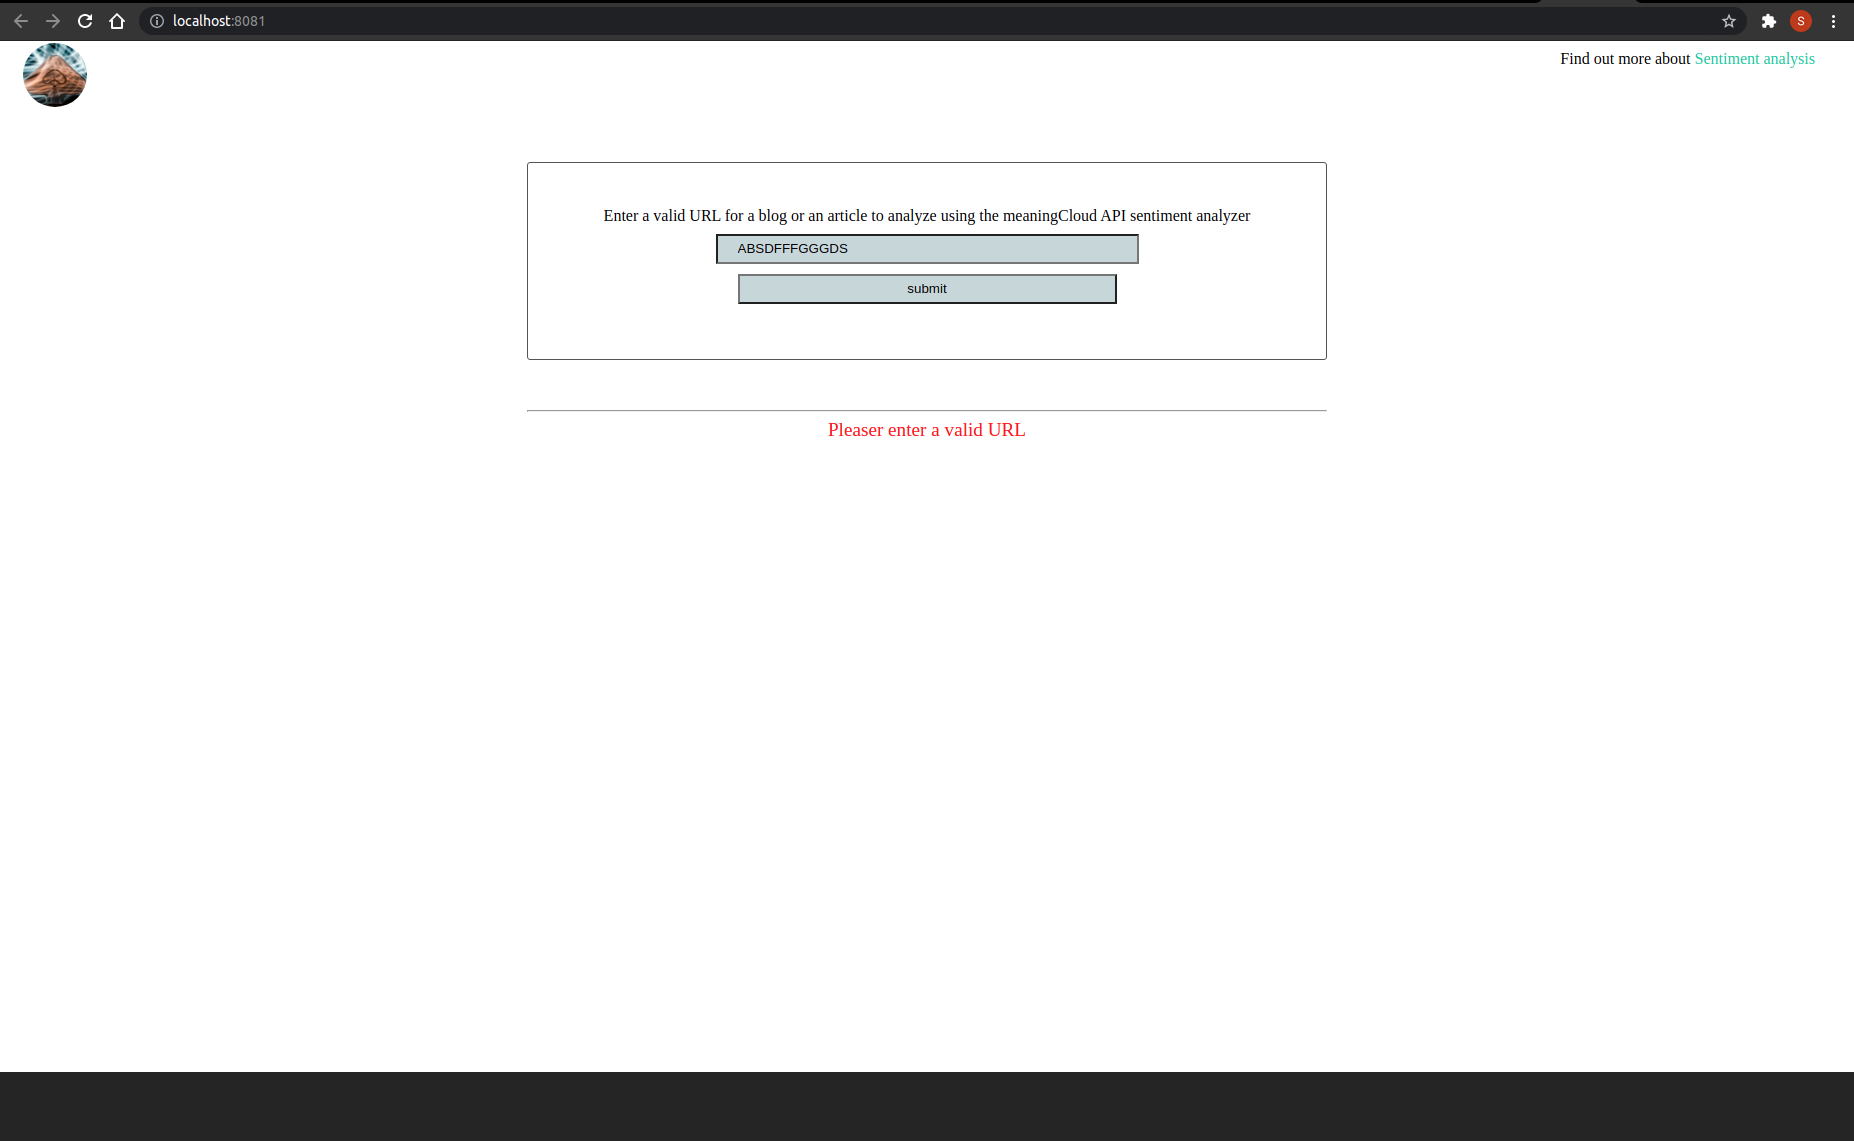 localhost:8081
S
Find out more about Sentiment analysis
Enter a valid URL for a blog or an article to analyze using the meaningCloud API sentiment analyzer
ABSDFFFGGGDS
submit
Pleaser enter a valid URL